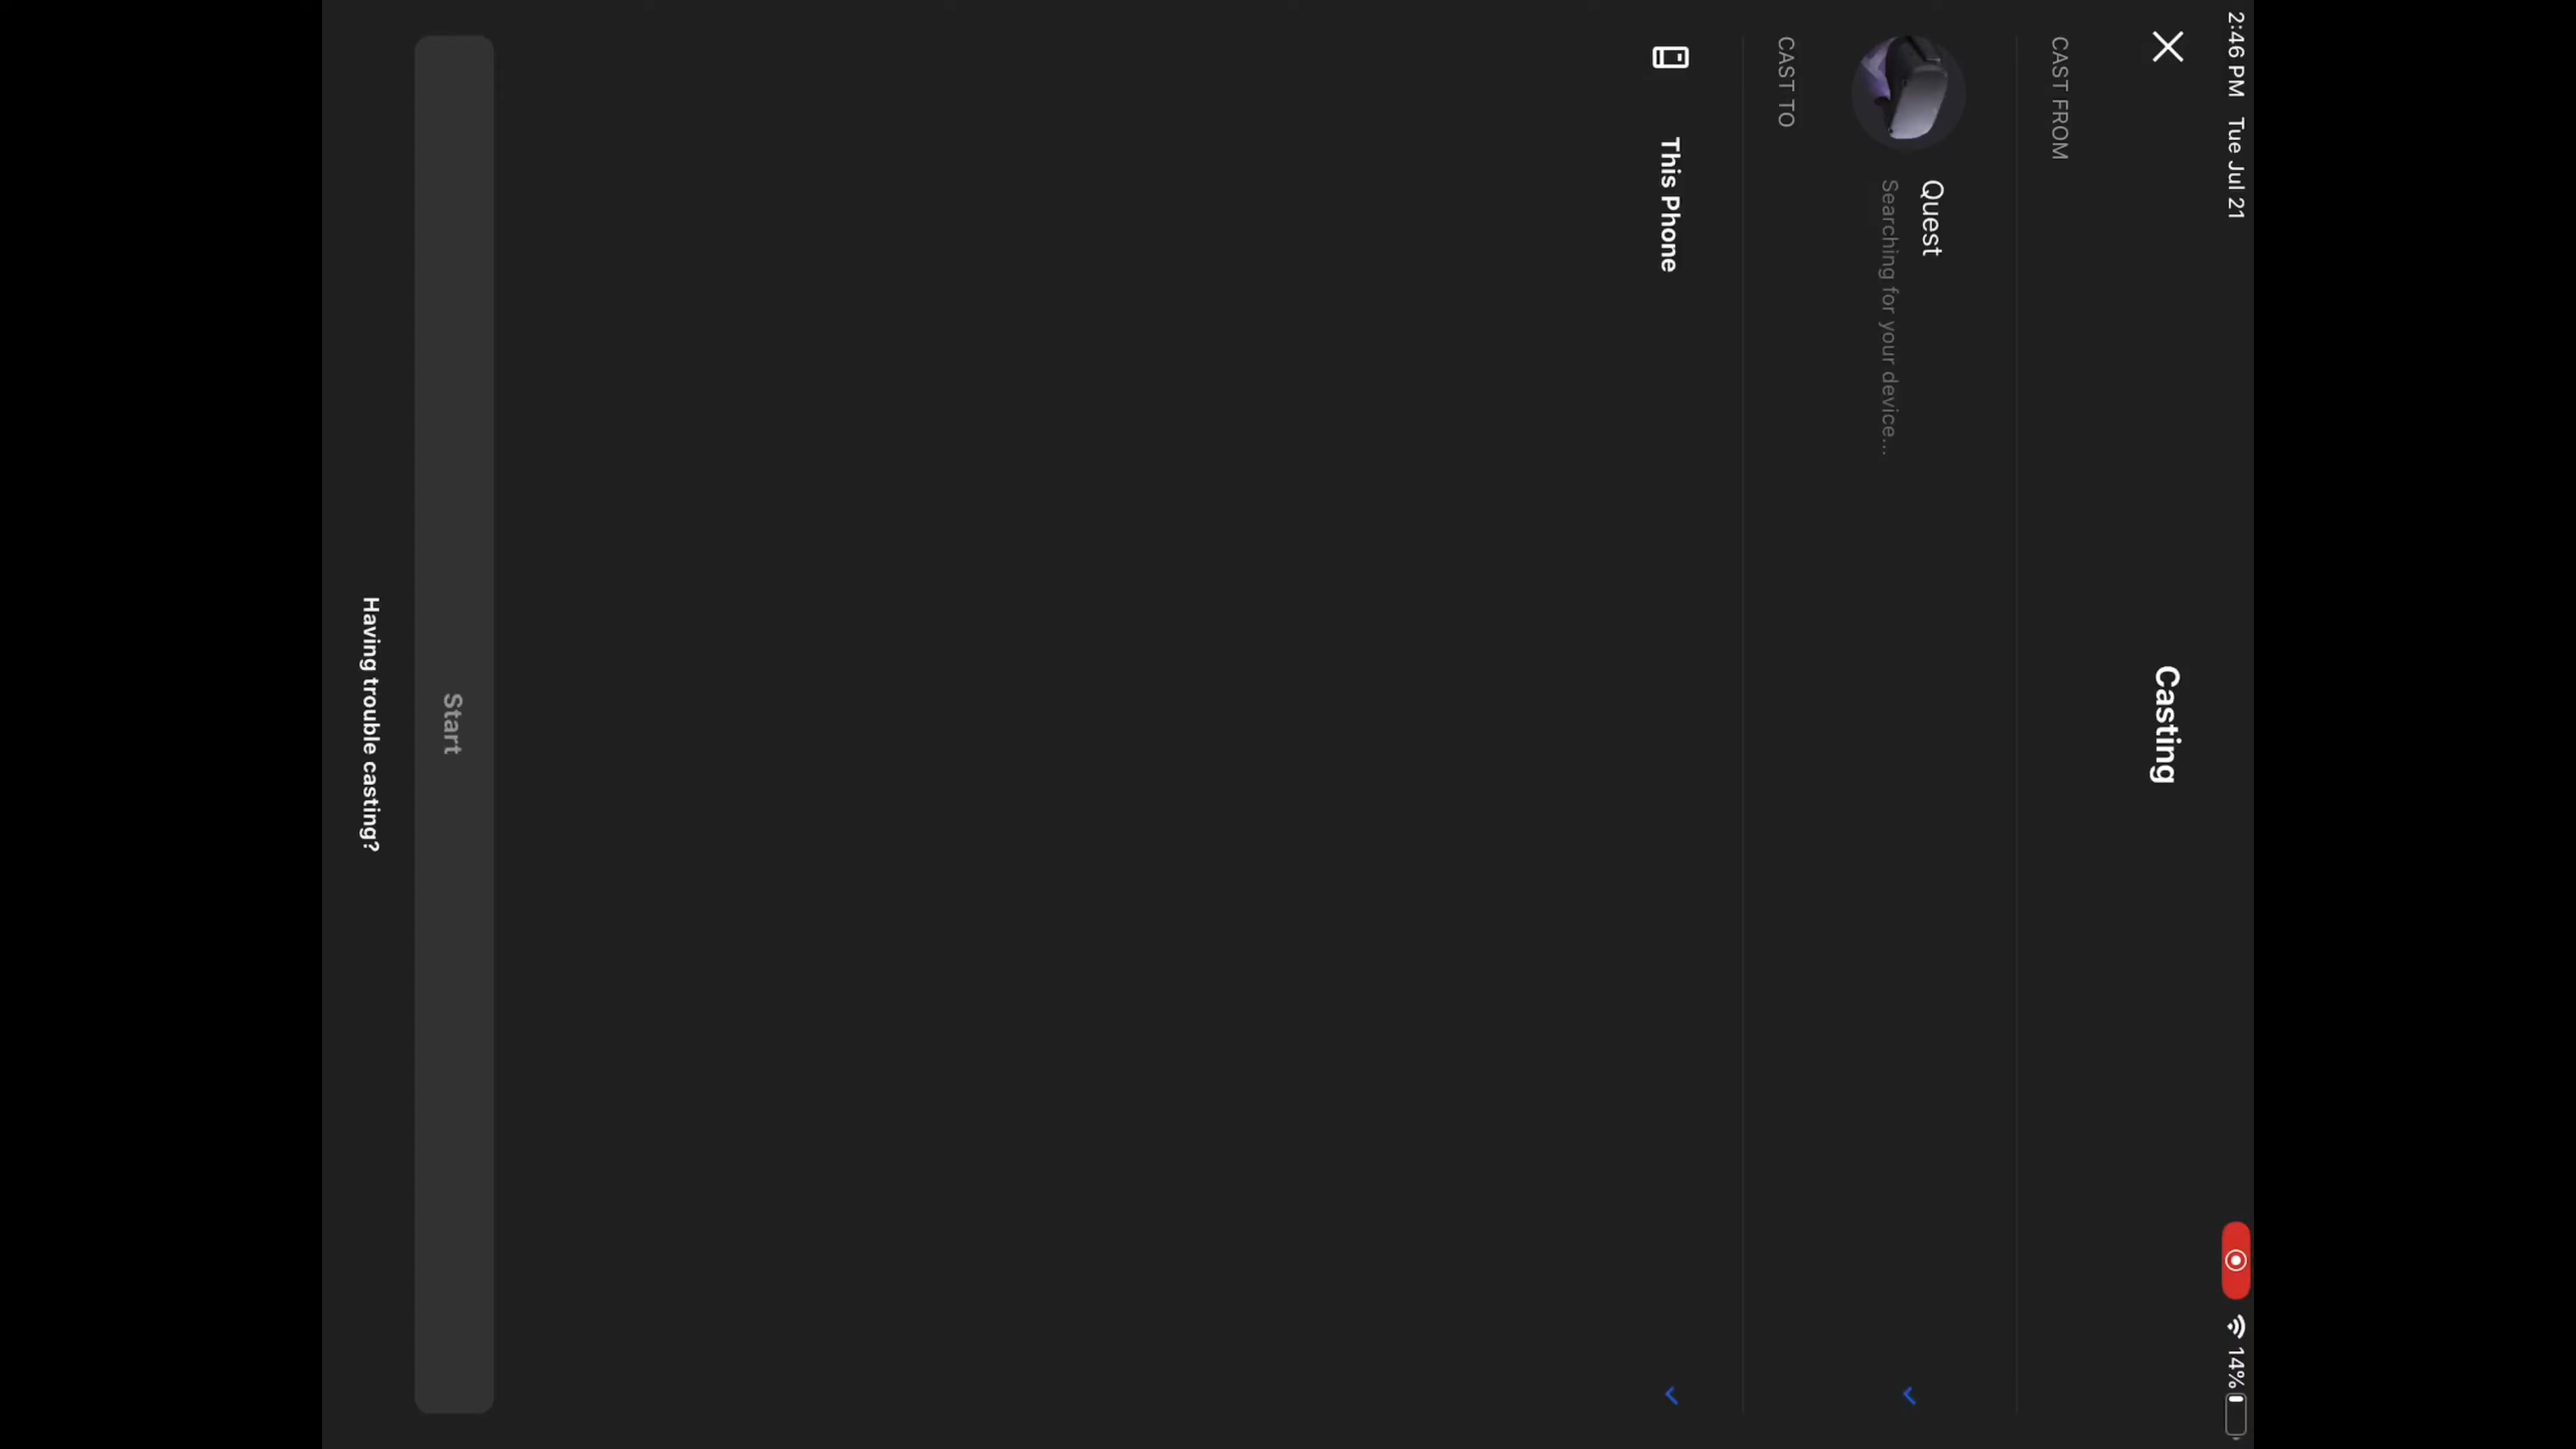 2:46 PM Tue Jul 21
14%
Casting
CAST FROM
Quest
Searching for your device...
CAST TO
This Phone
Start
Having trouble casting?